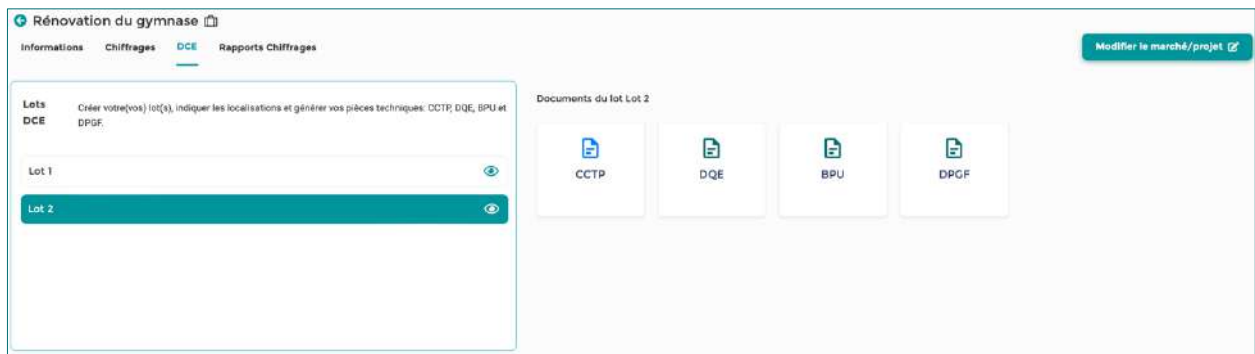 Rénovation du gymnase
Informations Chiffrages DCE Rapports Chiffrages
Modifier le marché/projet
Lots DCE
Créer votre(vos) lot(s), indiquer les localisations et générer vos pièces techniques: CCTP, DQE, BPU et
DPGF.
Lot 1
Lot 2
Documents du lot Lot 2
CCTP
DQE
BPU
DPGF